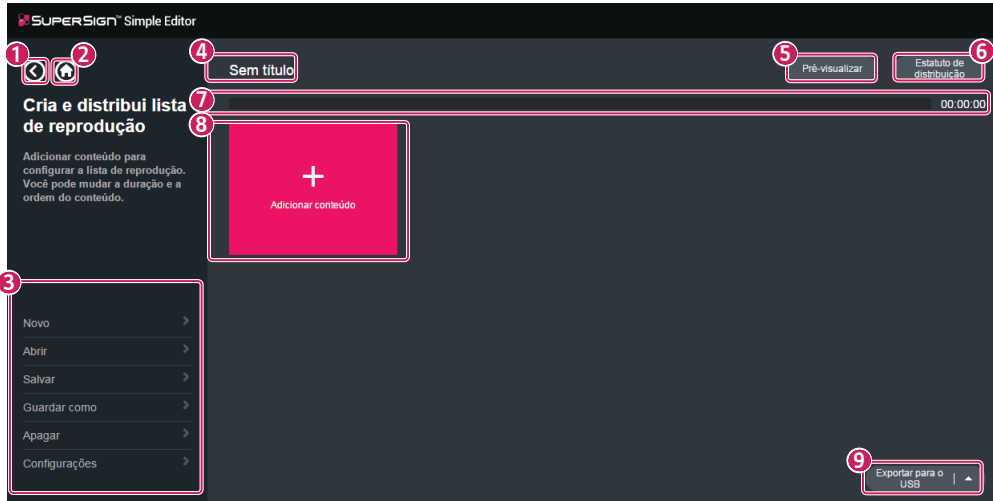 SUPERSIGN™ Simple Editor
1
2
4
Sem título
5
Pré-visualizar
6
Estatuto de
distribuição
7
00:00:00
Cria e distribui lista
de reprodução
Adicionar conteúdo para
configurar a lista de reprodução.
Você pode mudar a duração e a
ordem do conteúdo.
8
+
Adicionar conteúdo
3
Novo
Abrir
Salvar
Guardar como
Apagar
Configurações
9
Exportar para o
USB